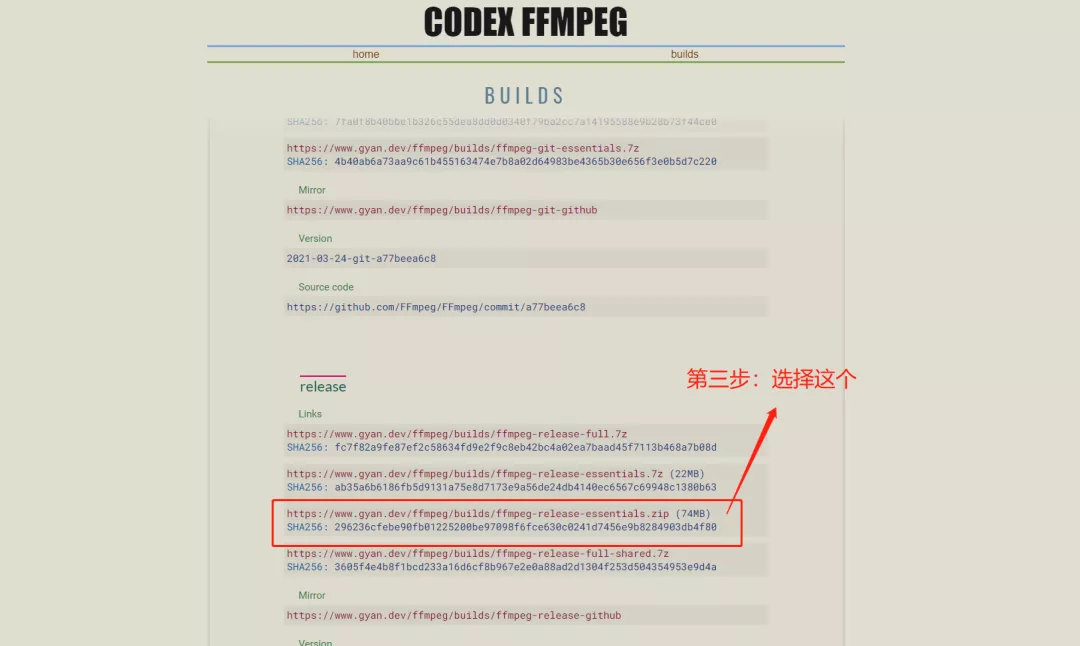 CODEX FFMPEG
home builds
BUILDS
SHA256: 7fa0f8b40bbe1b326c55dea8dd0d0348f79ba2cc7a14195588e9b28b73f44ce0
https://www.gyan.dev/ffmpeg/builds/ffmpeg-git-essentials.7z
SHA256: 4b40ab6a73aa9c61b455163474e7b8a02d64983be4365b30e656f3e0b5d7c220
Mirror
https://www.gyan.dev/ffmpeg/builds/ffmpeg-git-github
Version
2021-03-24-git-a77beea6c8
Source code
https://github.com/FFmpeg/FFmpeg/commit/a77beea6c8
第三步：选择这个
release
Links
https://www.gyan.dev/ffmpeg/builds/ffmpeg-release-full.7z
SHA256: fc7f82a9fe87ef2c58634fd9e2f9c8eb42bc4a02ea7baad45f7113b468a7b08d
https://www.gyan.dev/ffmpeg/builds/ffmpeg-release-essentials.7z (22MB)
SHA256: ab35a6b6186fb5d9131a75e8d7173e9a56de24db4140ec6567c69948c1380b63
https://www.gyan.dev/ffmpeg/builds/ffmpeg-release-essentials.zip (74MB)
SHA256: 296236cfebe90fb01225200be97098f6fce630c0241d7456e9b8284903db4f80
https://www.gyan.dev/ffmpeg/builds/ffmpeg-release-full-shared.7z
SHA256: 3605f4e4b8f1bcd233a16d6cf8b967e2e0a88ad2d1304f253d504354953e9d4a
Mirror
https://www.gyan.dev/ffmpeg/builds/ffmpeg-release-github
Version